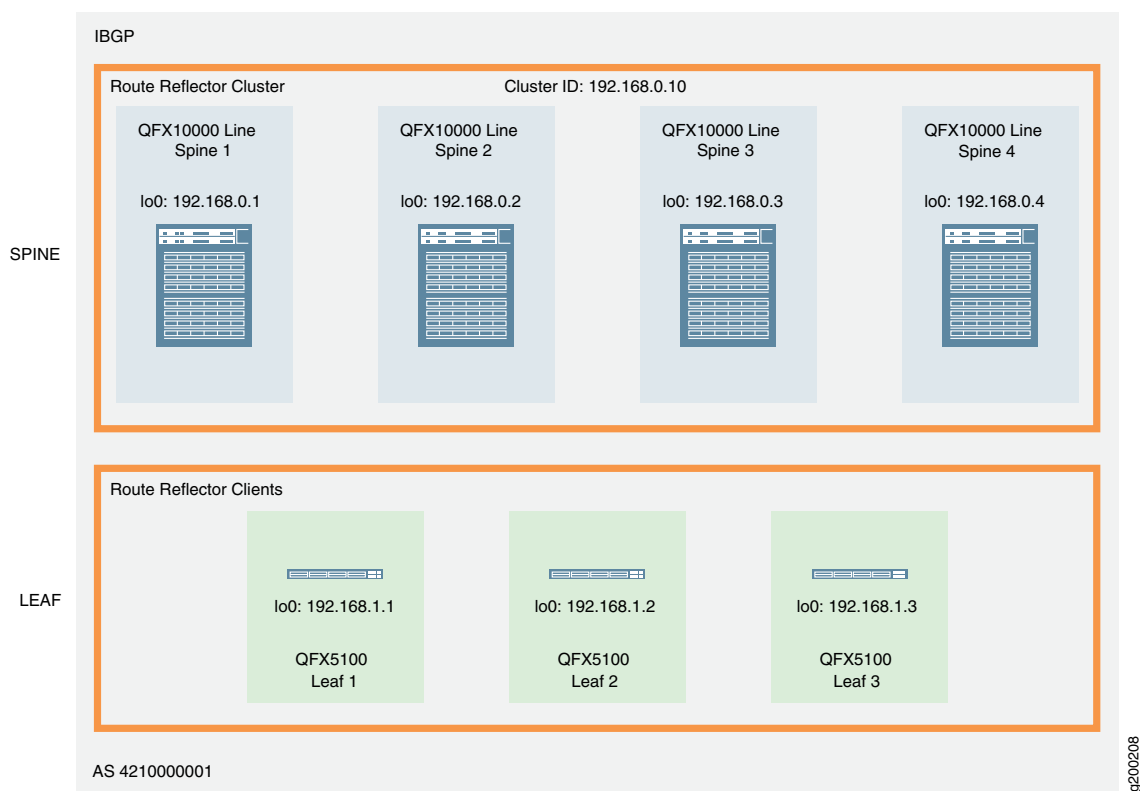 IBGP
Route Reflector Cluster
Cluster ID: 192.168.0.10
QFX10000 Line
Spine 1
lo0: 192.168.0.1
QFX10000 Line
Spine 2
lo0: 192.168.0.2
QFX10000 Line
Spine 3
lo0: 192.168.0.3
QFX10000 Line
Spine 4
lo0: 192.168.0.4
SPINE
Route Reflector Clients
LEAF
lo0: 192.168.1.1
QFX5100
Leaf 1
lo0: 192.168.1.2
QFX5100
Leaf 2
lo0: 192.168.1.3
QFX5100
Leaf 3
AS 4210000001
g200208